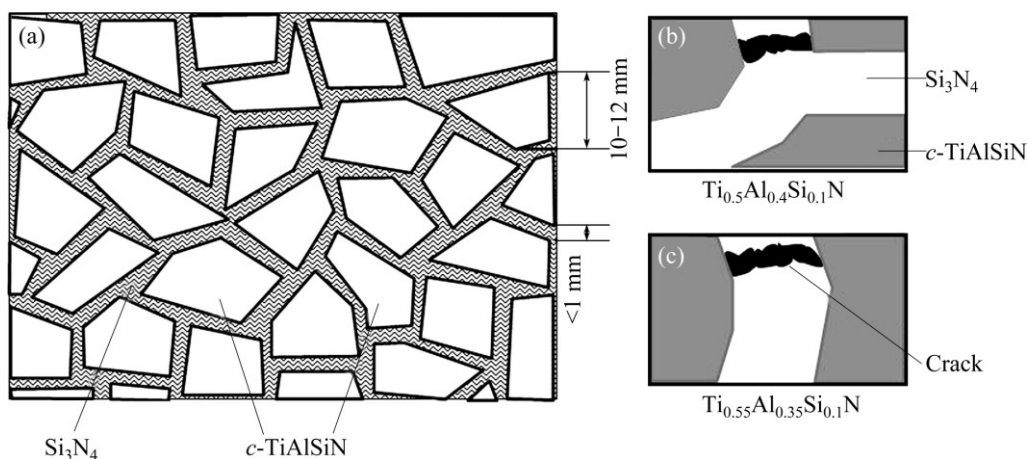 (a)
10−12 mm
<1 mm
Si₃N₄
c-TiAlSiN
(b)
Si₃N₄
c-TiAlSiN
Ti₀.₅Al₀.₄Si₀.₁N
(c)
Crack
Ti₀.₅₅Al₀.₃₅Si₀.₁N